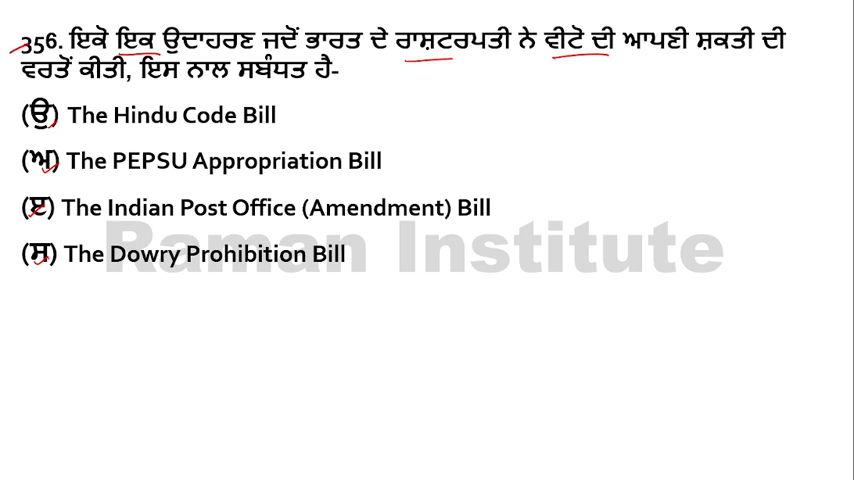 356. ਇਕੋ ਇਕ ਉਦਾਹਰਣ ਜਦੋਂ ਭਾਰਤ ਦੇ ਰਾਸ਼ਟਰਪਤੀ ਨੇ ਵੀਟੋ ਦੀ ਆਪਣੀ ਸ਼ਕਤੀ ਦੀ
ਵਰਤੋਂ ਕੀਤੀ, ਇਸ ਨਾਲ ਸਬੰਧਤ ਹੈ-
(ਉ) The Hindu Code Bill
(ਅ) The PEPSU Appropriation Bill
(ੲ) The Indian Post Office (Amendment) Bill
(ਸ) The Dowry Prohibition Bill
Raman Institute